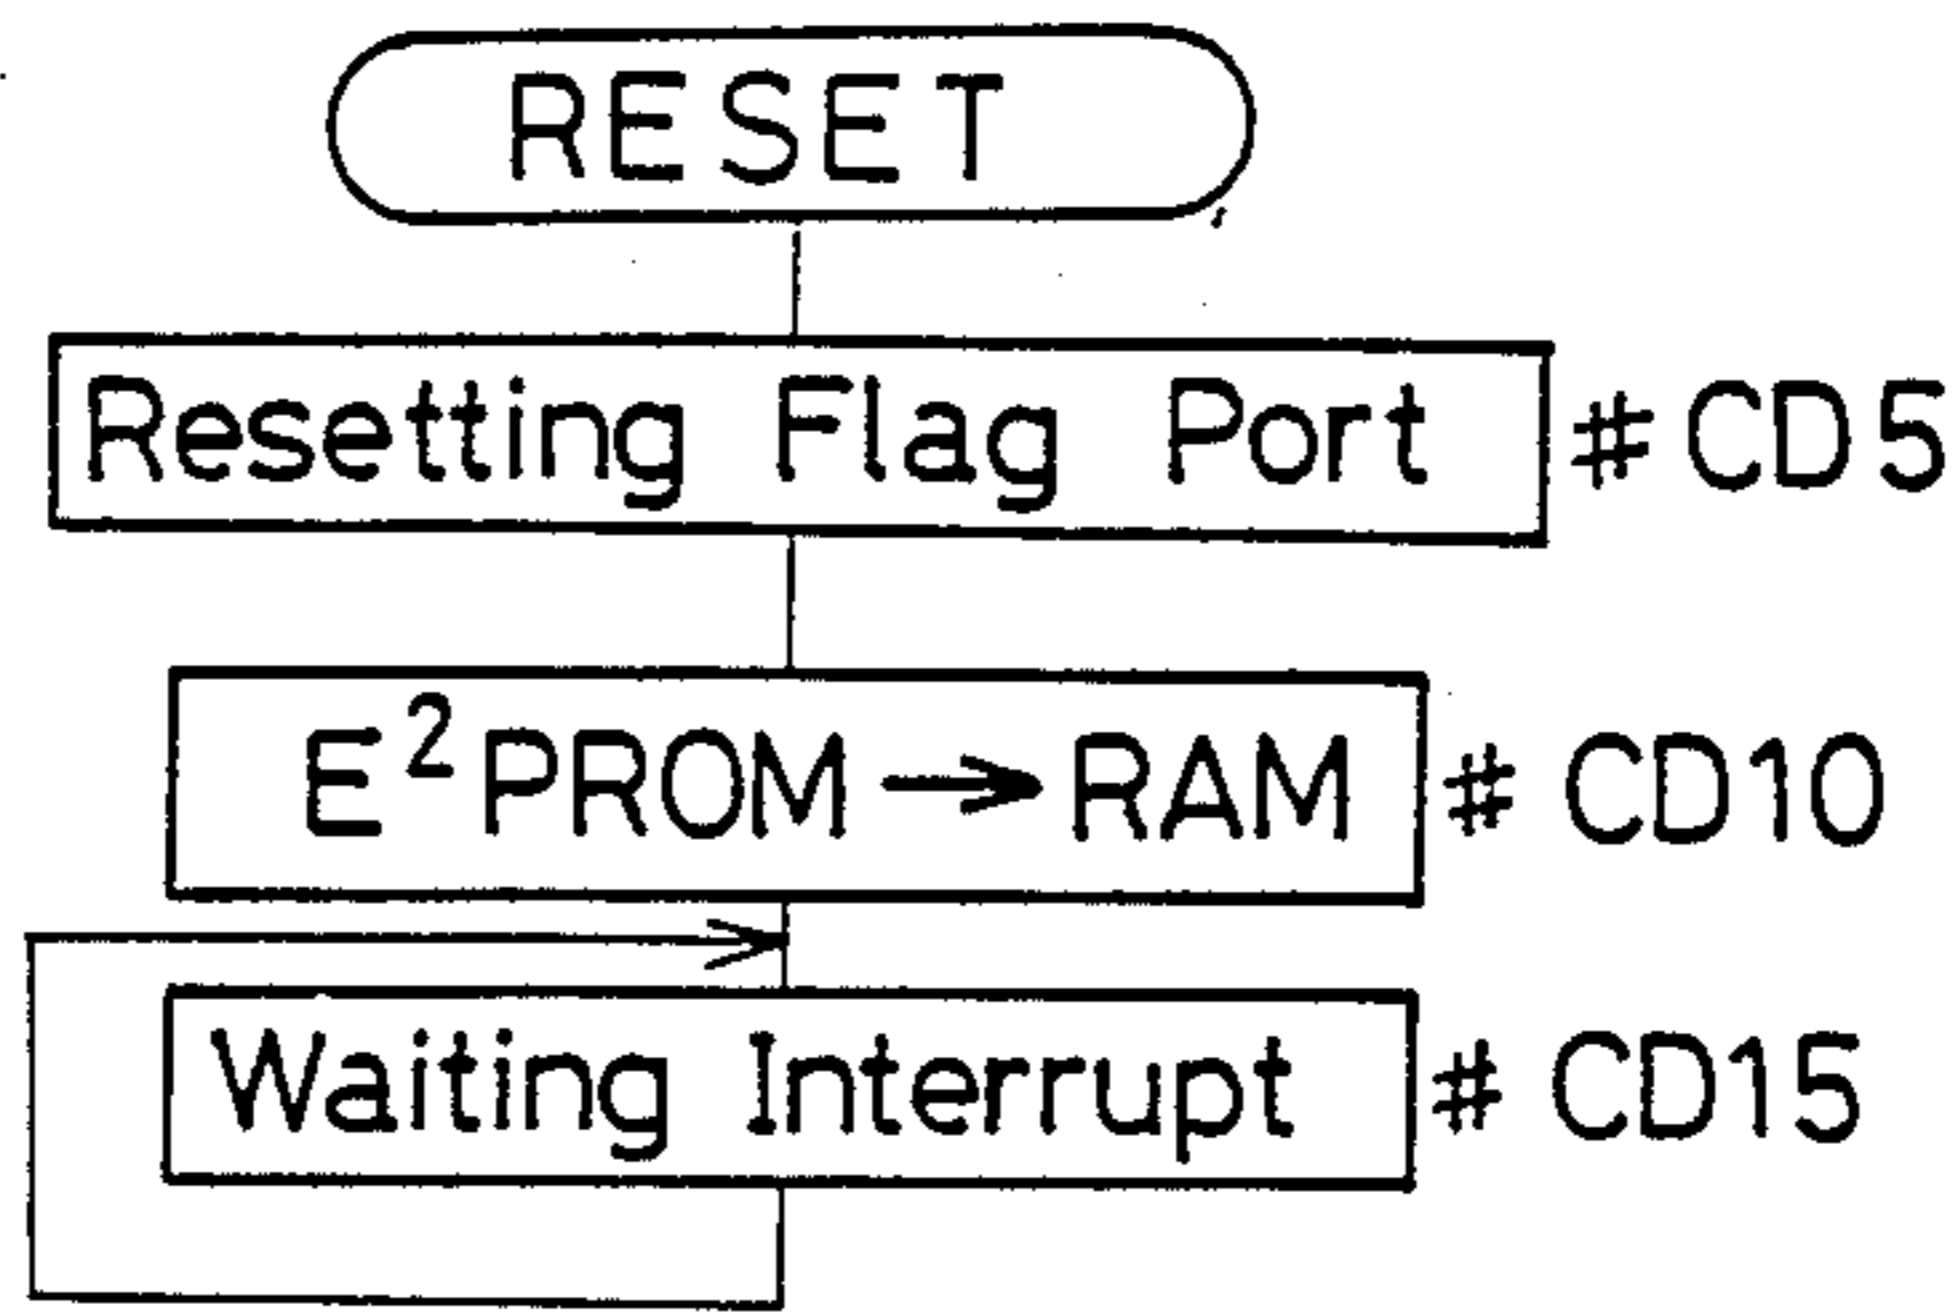 RESET
Resetting Flag Port #CD5
E²PROM→RAM # CD10
Waiting Interrupt # CD15